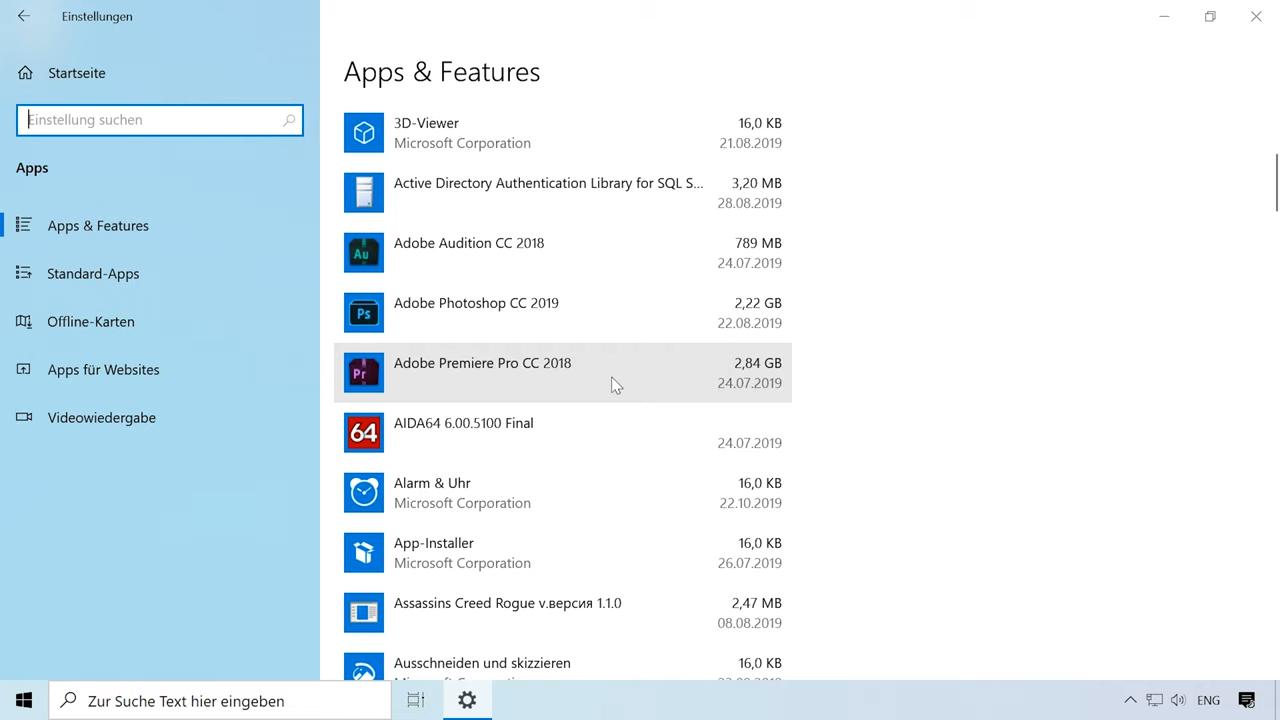 Einstellungen
Startseite
Einstellung suchen
Apps
Apps & Features
Standard-Apps
Offline-Karten
Apps für Websites
Videowiedergabe
Apps & Features
3D-Viewer 16,0 KB
Microsoft Corporation 21.08.2019
Active Directory Authentication Library for SQL S... 3,20 MB
28.08.2019
Au
Adobe Audition CC 2018 789 MB
24.07.2019
Ps
Adobe Photoshop CC 2019 2,22 GB
22.08.2019
Pr
Adobe Premiere Pro CC 2018 2,84 GB
24.07.2019
64
AIDA64 6.00.5100 Final
24.07.2019
Alarm & Uhr 16,0 KB
Microsoft Corporation 22.10.2019
App-Installer 16,0 KB
Microsoft Corporation 26.07.2019
Assassins Creed Rogue v.версия 1.1.0 2,47 MB
08.08.2019
Ausschneiden und skizzieren 16,0 KB
Zur Suche Text hier eingeben
ENG